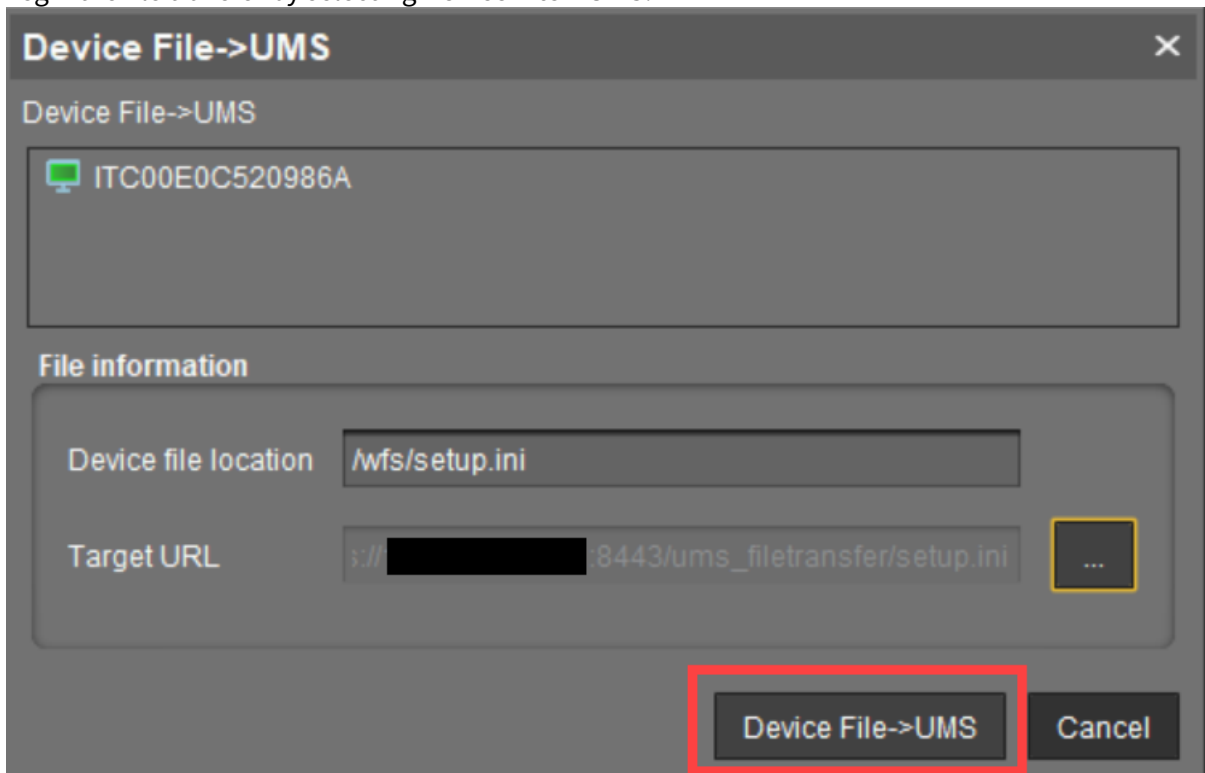 Device File->UMS
Device File->UMS
ITC00E0C520986A
File information
Device file location /wfs/setup.ini
Target URL s:// :8443/ums_filetransfer/setup.ini ...
Device File->UMS Cancel